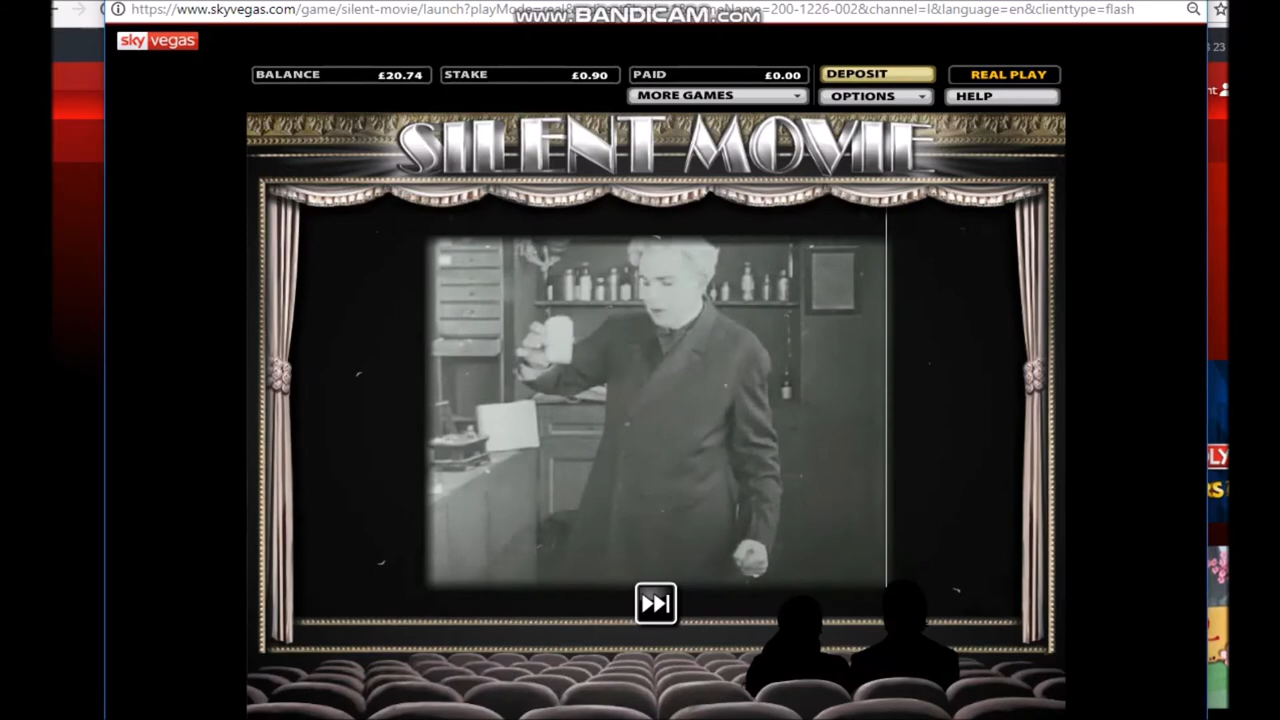 https://www.skyvegas.com/game/silent-movie/launch?playMode=real
Name=200-1226-002&channel=I&language=en&clienttype=flash
www.BANDICAM.com
sky vegas
23
BALANCE £20.74 STAKE £0.90 PAID £0.00 DEPOSIT REAL PLAY
MORE GAMES OPTIONS HELP
SILENT MOVIE